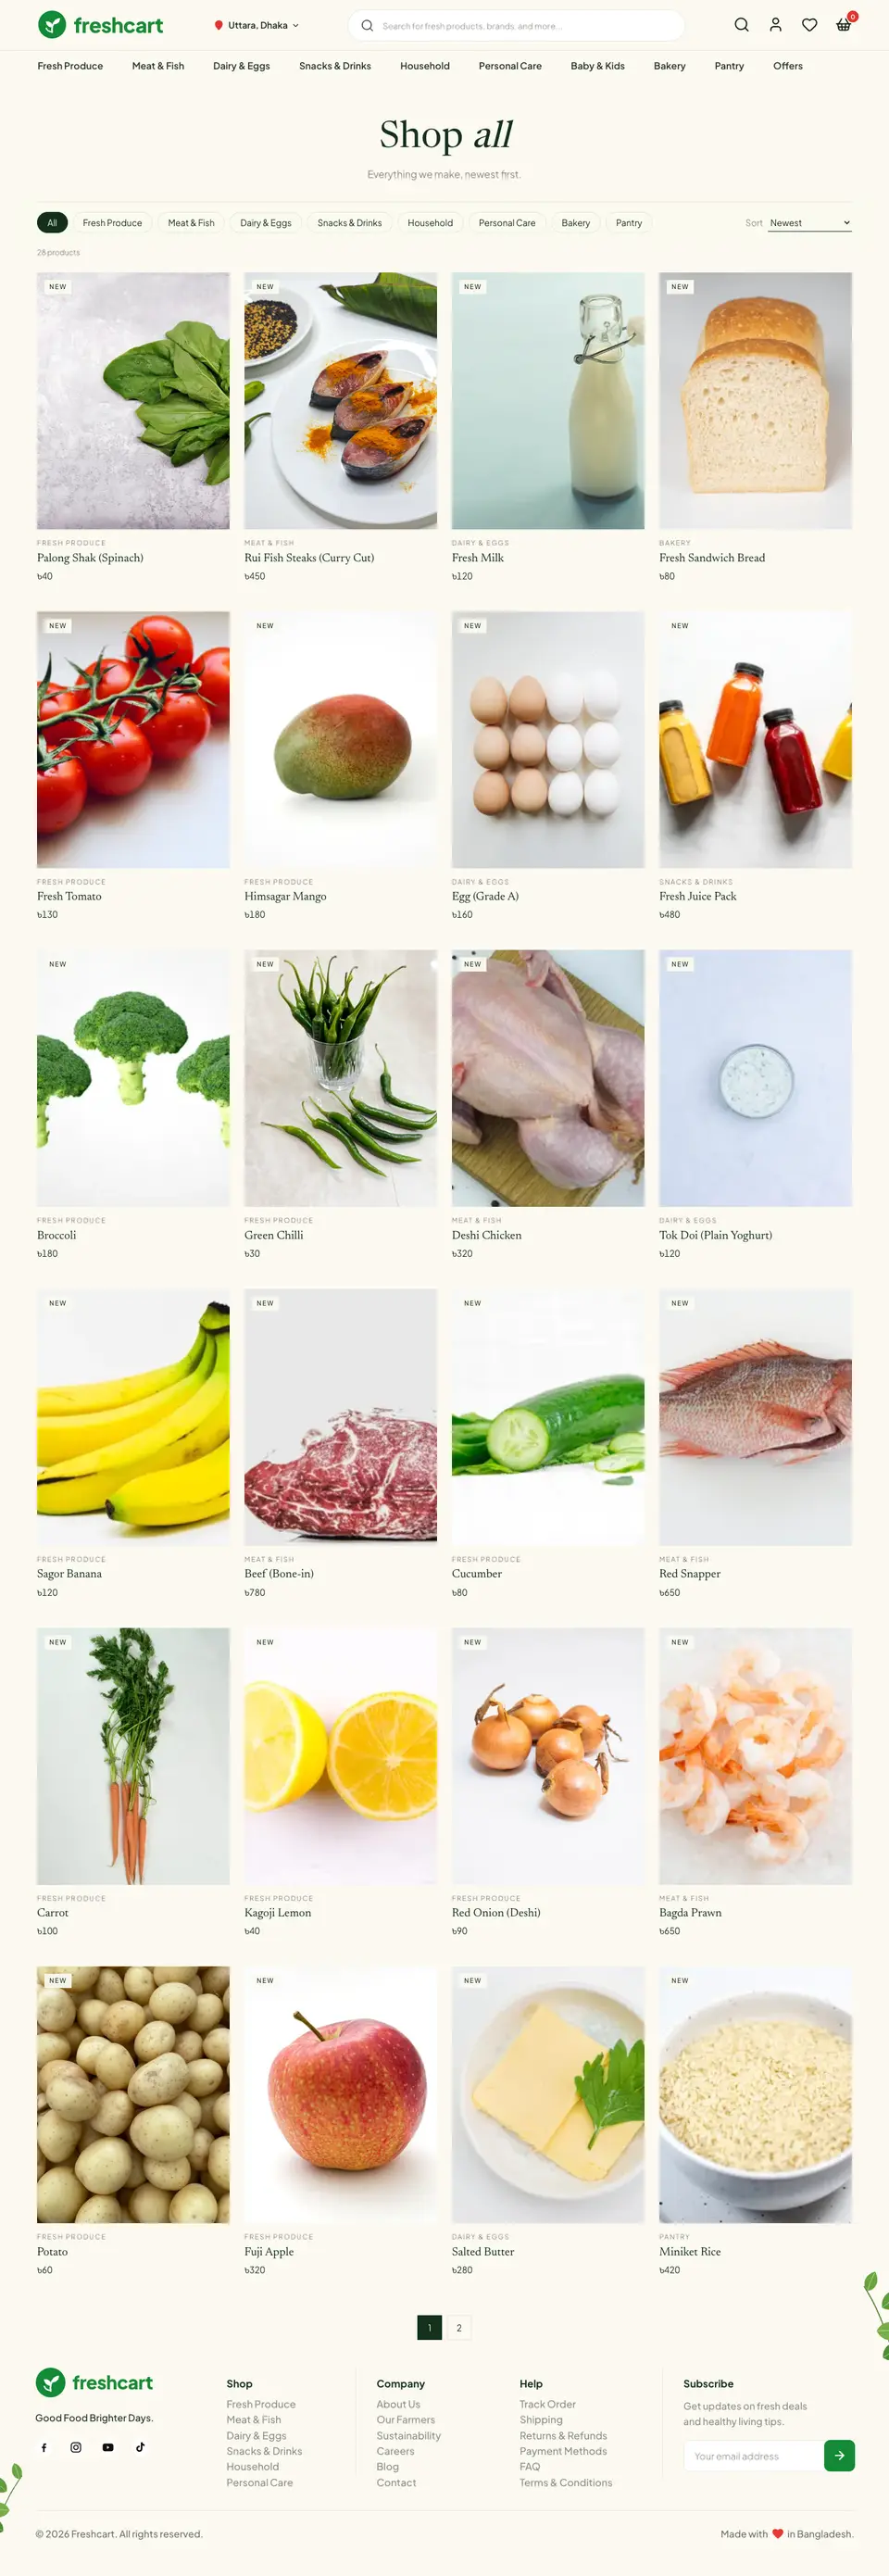 freshcart
Uttara, Dhaka
Search for fresh products, brands, and more...
0
Fresh Produce Meat & Fish Dairy & Eggs Snacks & Drinks Household Personal Care Baby & Kids Bakery Pantry Offers
Shop all
Everything we make, newest first.
All Fresh Produce Meat & Fish Dairy & Eggs Snacks & Drinks Household Personal Care Bakery Pantry Sort Newest
28 products
NEW NEW NEW NEW
FRESH PRODUCE MEAT & FISH DAIRY & EGGS BAKERY
Palong Shak (Spinach) Rui Fish Steaks (Curry Cut) Fresh Milk Fresh Sandwich Bread
৳40 ৳450 ৳120 ৳80
NEW NEW NEW NEW
FRESH PRODUCE FRESH PRODUCE DAIRY & EGGS SNACKS & DRINKS
Fresh Tomato Himsagar Mango Egg (Grade A) Fresh Juice Pack
৳130 ৳180 ৳160 ৳480
NEW NEW NEW NEW
FRESH PRODUCE FRESH PRODUCE MEAT & FISH DAIRY & EGGS
Broccoli Green Chilli Deshi Chicken Tok Doi (Plain Yoghurt)
৳180 ৳30 ৳320 ৳120
NEW NEW NEW NEW
FRESH PRODUCE MEAT & FISH FRESH PRODUCE MEAT & FISH
Sagor Banana Beef (Bone-in) Cucumber Red Snapper
৳120 ৳780 ৳80 ৳650
NEW NEW NEW NEW
FRESH PRODUCE FRESH PRODUCE FRESH PRODUCE MEAT & FISH
Carrot Kagoji Lemon Red Onion (Deshi) Bagda Prawn
৳100 ৳40 ৳90 ৳650
NEW NEW NEW NEW
FRESH PRODUCE FRESH PRODUCE DAIRY & EGGS PANTRY
Potato Fuji Apple Salted Butter Miniket Rice
৳60 ৳320 ৳280 ৳420
1 2
freshcart
Good Food Brighter Days.
Shop
Fresh Produce
Meat & Fish
Dairy & Eggs
Snacks & Drinks
Household
Personal Care
Company
About Us
Our Farmers
Sustainability
Careers
Blog
Contact
Help
Track Order
Shipping
Returns & Refunds
Payment Methods
FAQ
Terms & Conditions
Subscribe
Get updates on fresh deals
and healthy living tips.
Your email address
© 2026 Freshcart. All rights reserved.
Made with ❤ in Bangladesh.